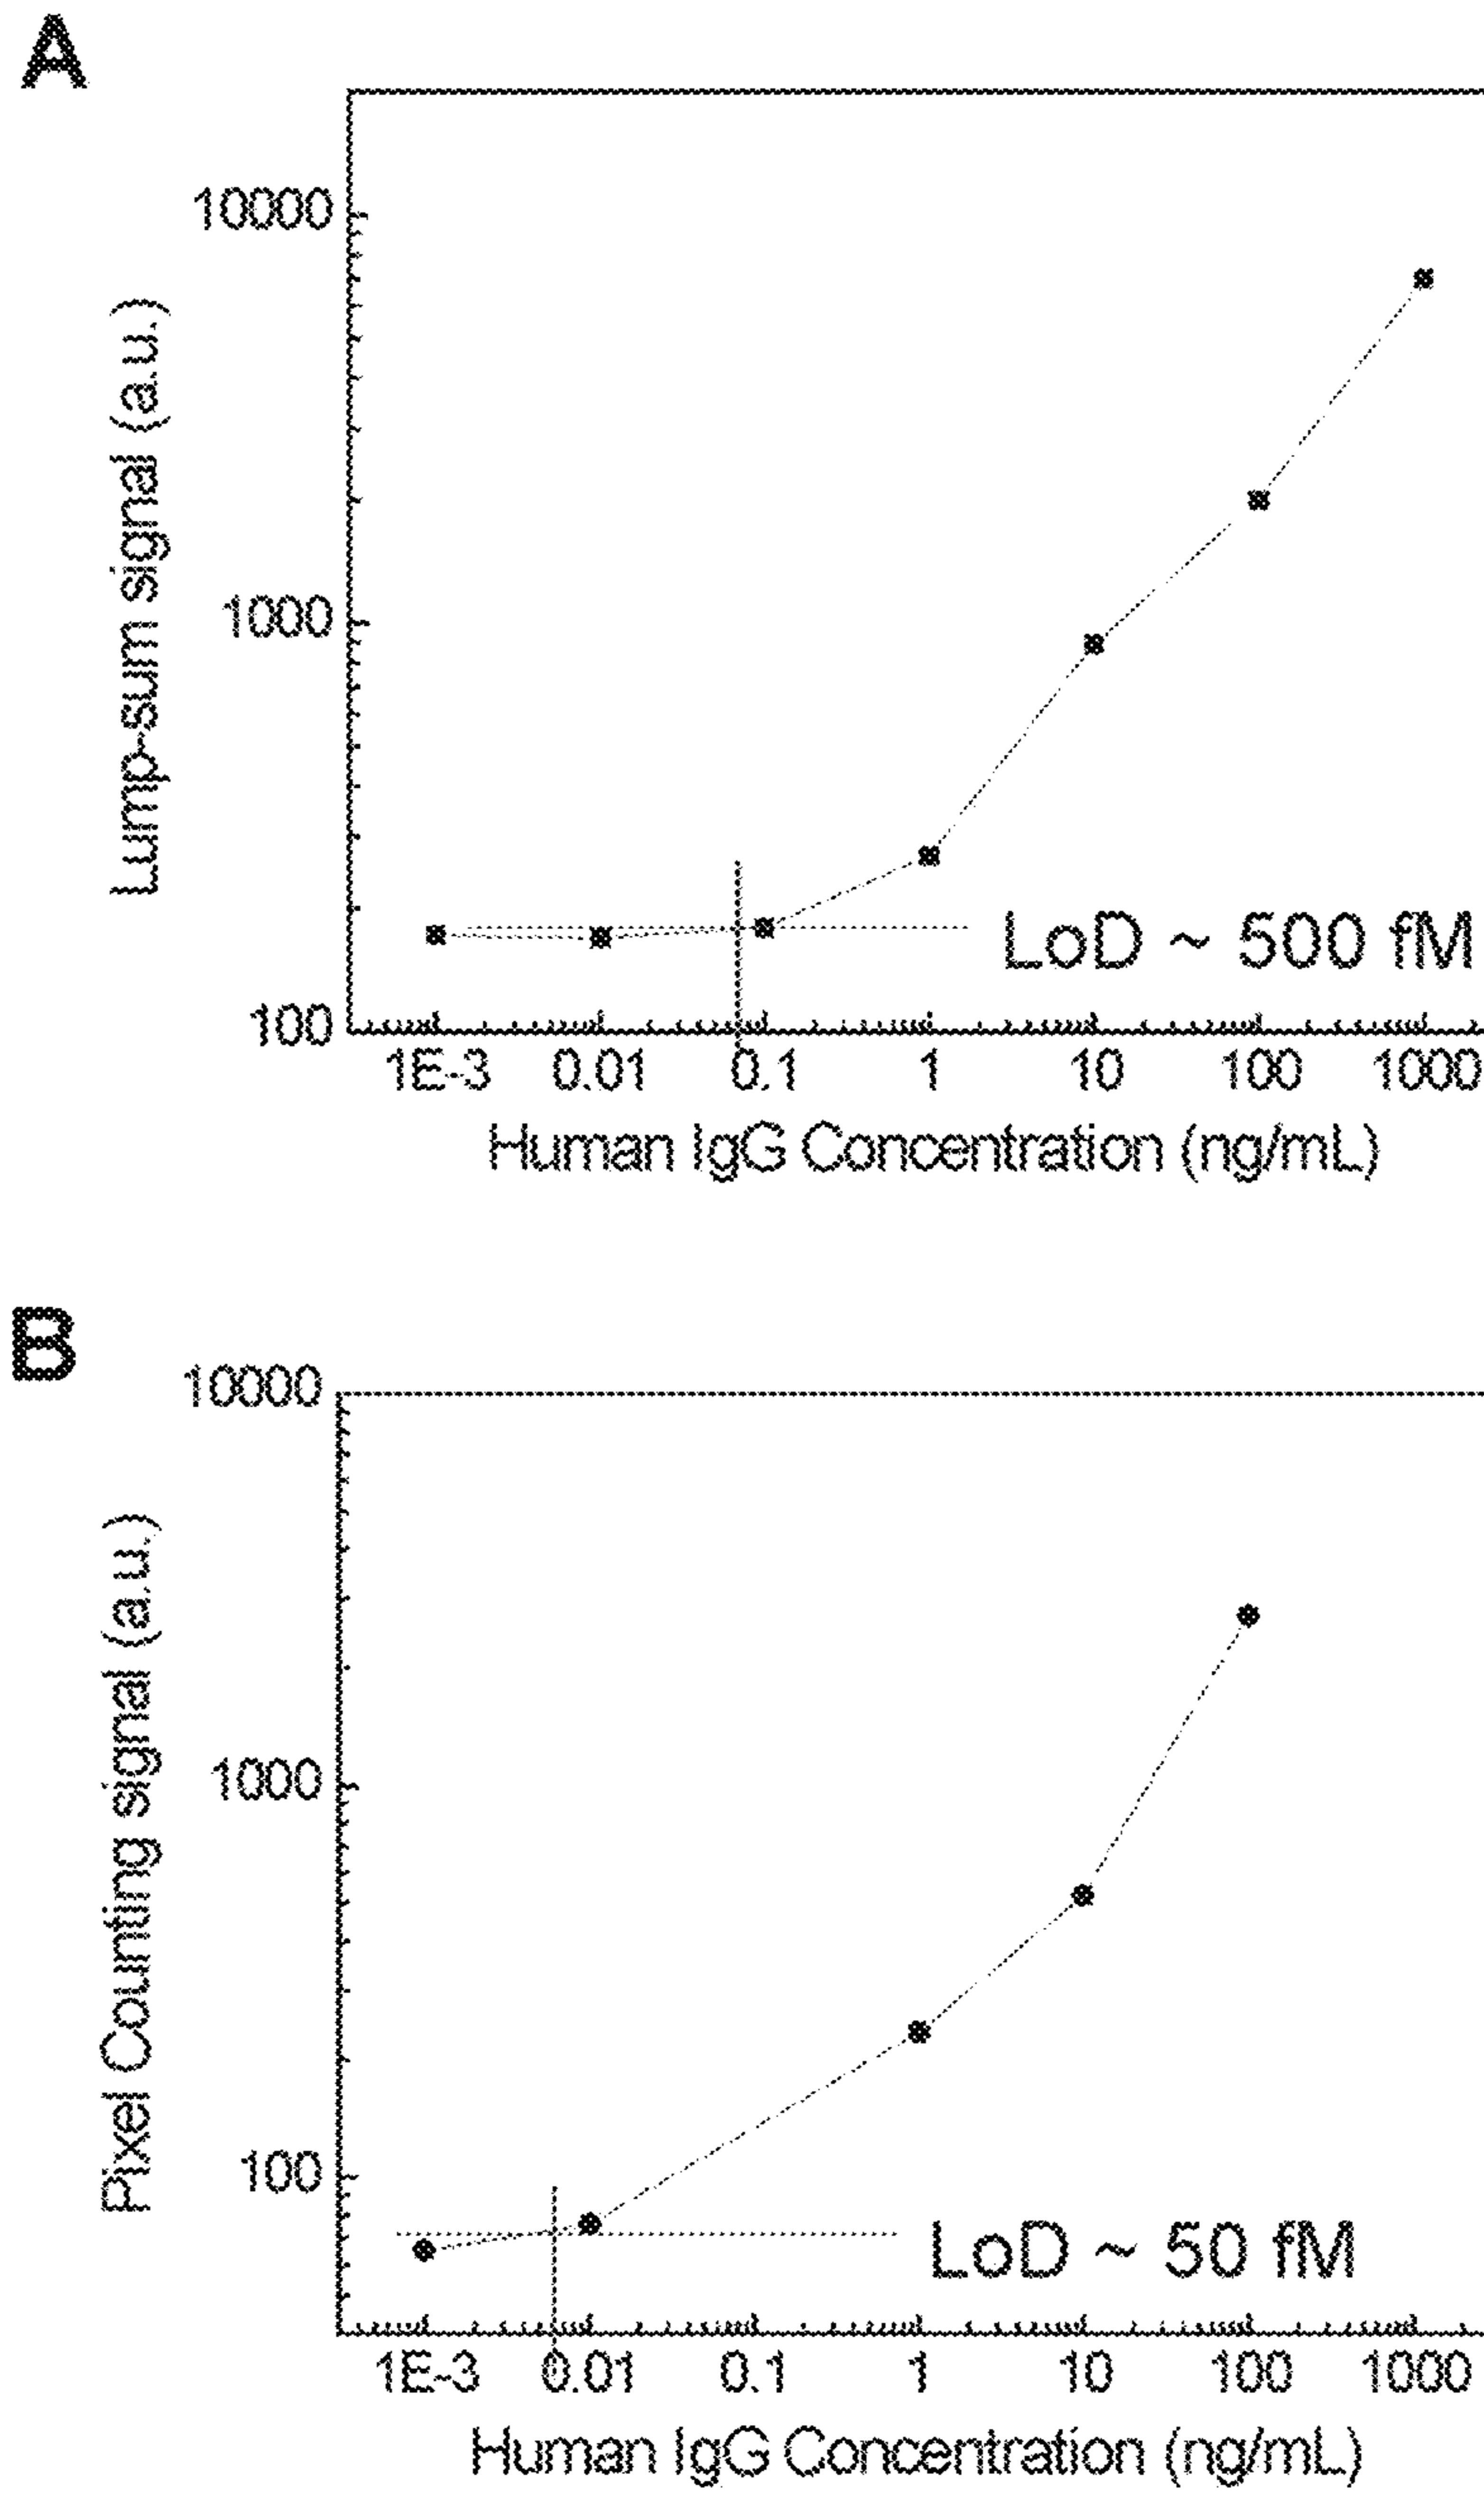 A
10000
1000
100
Lump-sum signal (a.u.)
LoD ~ 500 fM
1E-3 0.01 0.1 1 10 100 1000
Human IgG Concentration (ng/mL)
B
10000
1000
100
Pixel Counting signal (a.u.)
LoD ~ 50 fM
1E-3 0.01 0.1 1 10 100 1000
Human IgG Concentration (ng/mL)